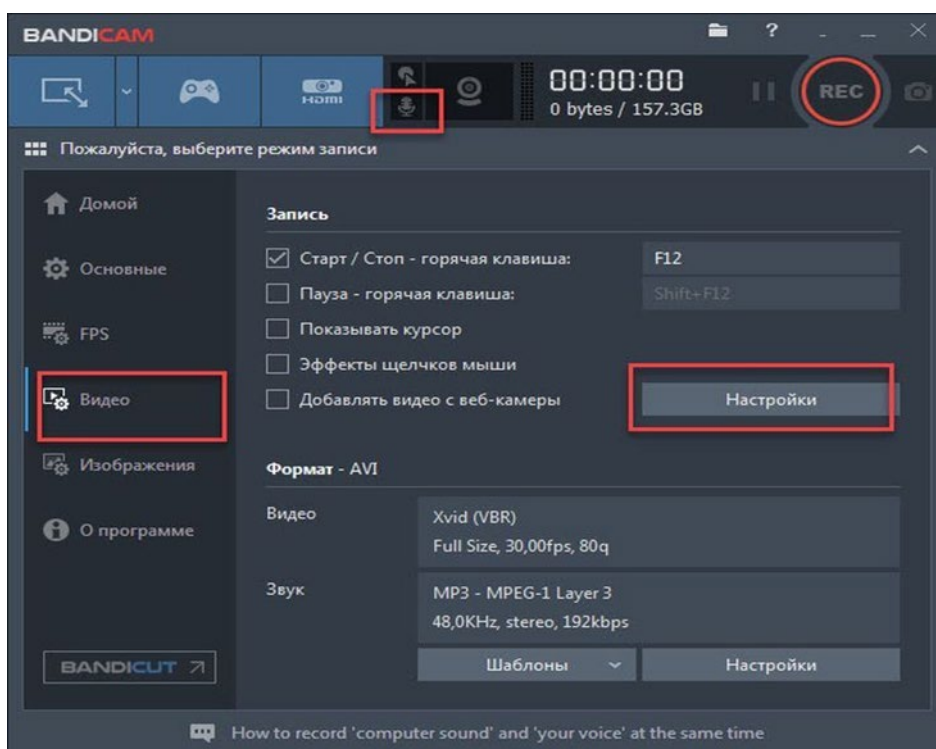 BANDICAM
?
HDMI
00:00:00
0 bytes / 157.3GB
REC
Пожалуйста, выберите режим записи
Домой
Основные
FPS
Видео
Изображения
О программе
BANDICUT
Запись
Старт / Стоп - горячая клавиша: F12
Пауза - горячая клавиша: Shift+F12
Показывать курсор
Эффекты щелчков мыши
Добавлять видео с веб-камеры Настройки
Формат - AVI
Видео Xvid (VBR)
Full Size, 30,00fps, 80q
Звук MP3 - MPEG-1 Layer 3
48,0KHz, stereo, 192kbps
Шаблоны Настройки
How to record 'computer sound' and 'your voice' at the same time